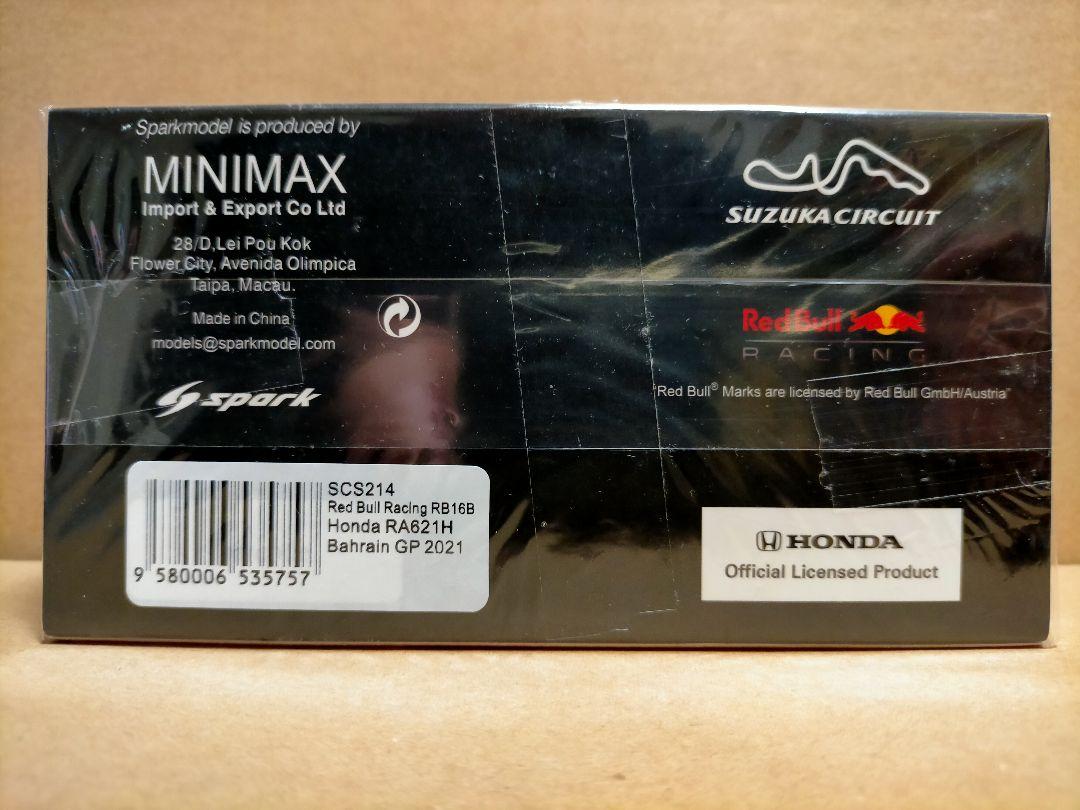 Sparkmodel is produced by
MINIMAX
Import & Export Co Ltd
28/D,Lei Pou Kok
Flower City, Avenida Olimpica
Taipa, Macau.
Made in China
models@sparkmodel.com
spark
SCS214
Red Bull Racing RB16B
Honda RA621H
Bahrain GP 2021
9 580006 535757
SUZUKA CIRCUIT
Red Bull
RACING
"Red Bull® Marks are licensed by Red Bull GmbH/Austria"
HONDA
Official Licensed Product